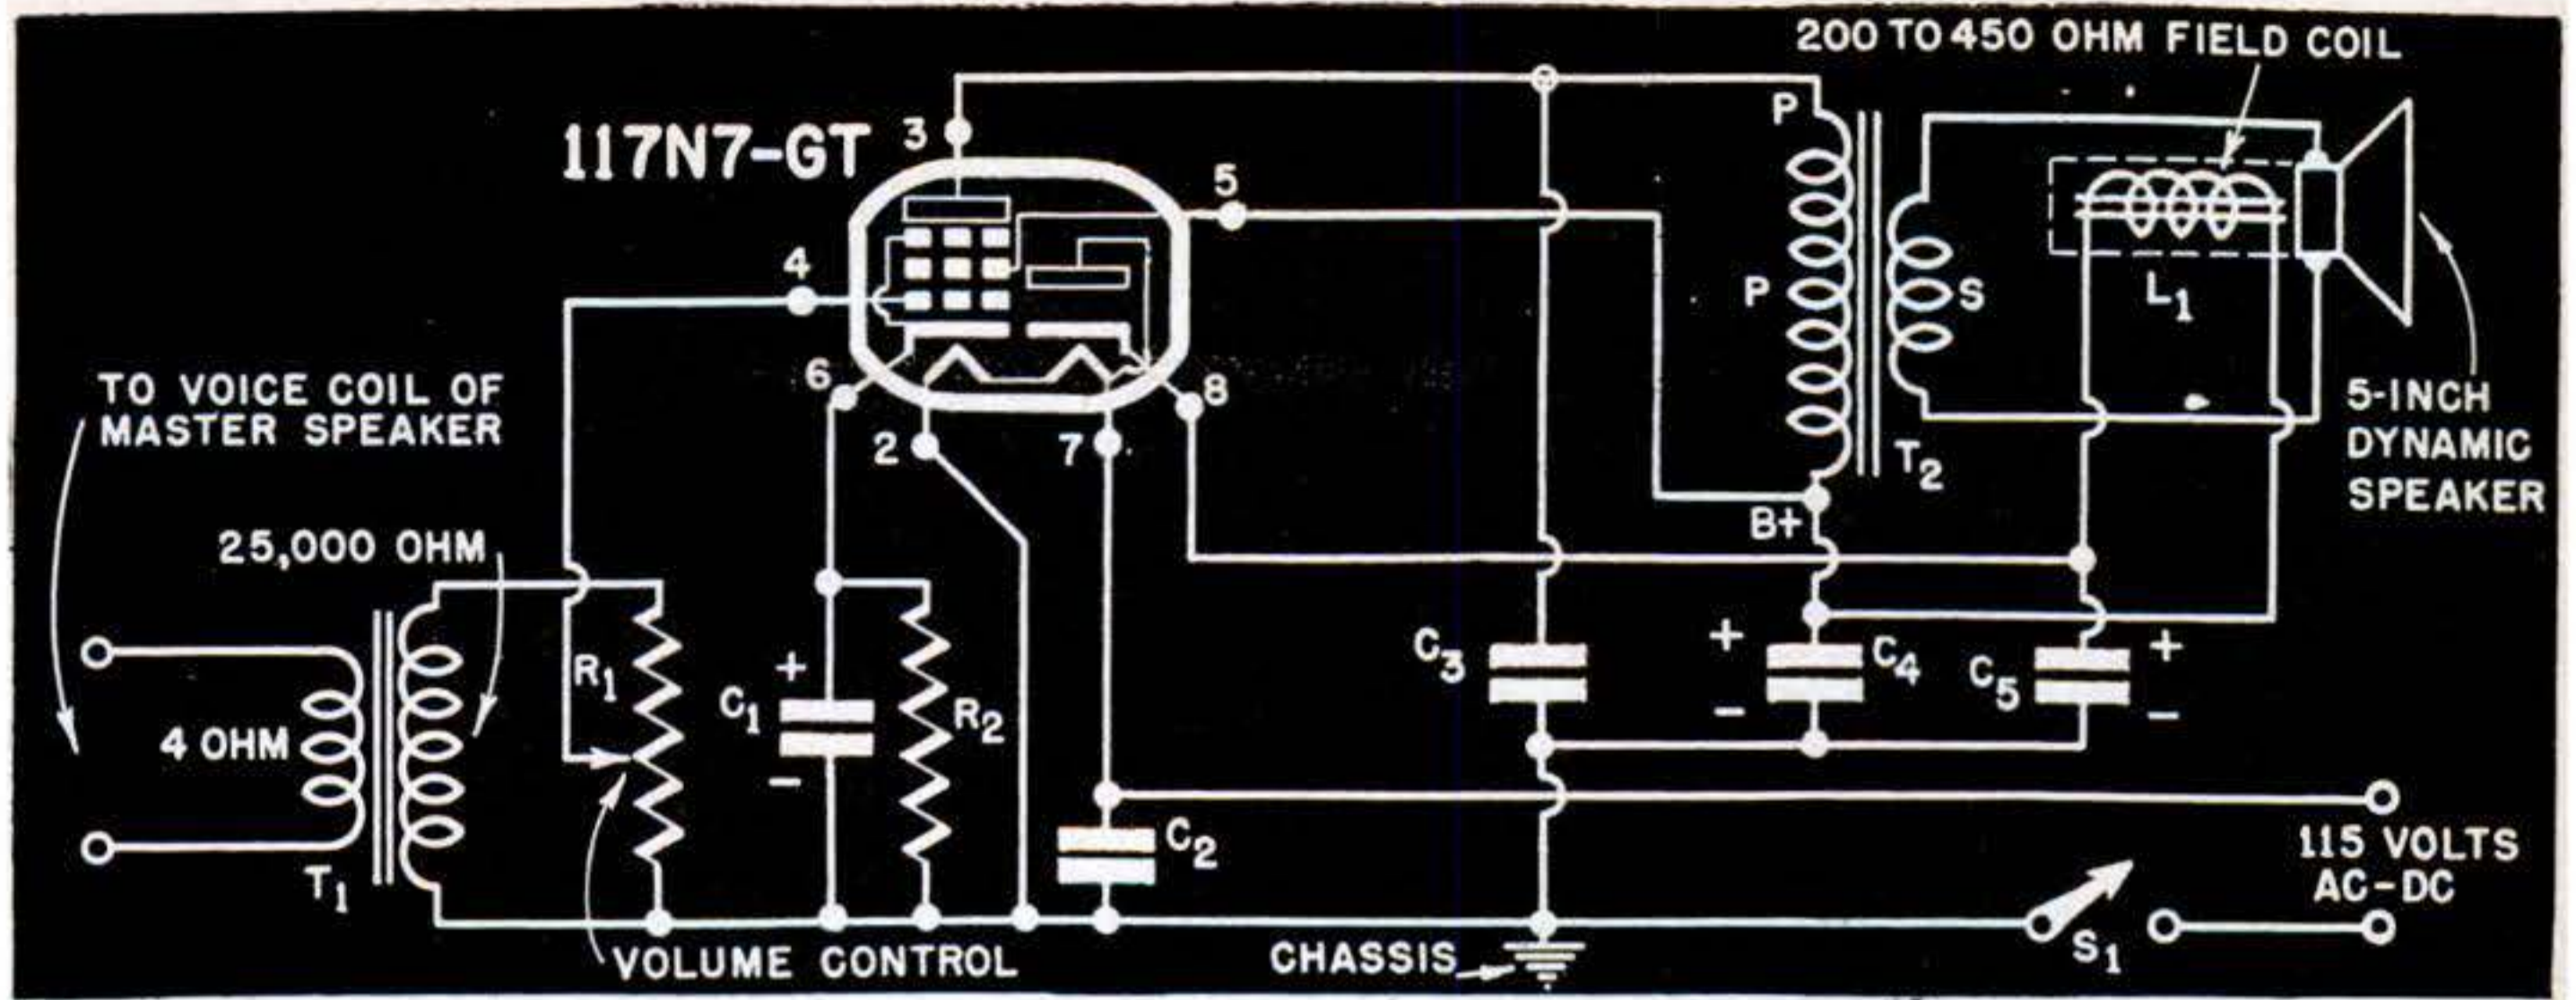 200 TO 450 OHM FIELD COIL
117N7-GT
3
5
4
6
8
2
7
P
P
S
T2
B+
L1
5-INCH
DYNAMIC
SPEAKER
TO VOICE COIL OF
MASTER SPEAKER
25,000 OHM
4 OHM
T1
R1
C1
+
-
R2
C2
C3
+
-
C4
C5
+
-
115 VOLTS
AC-DC
S1
VOLUME CONTROL
CHASSIS